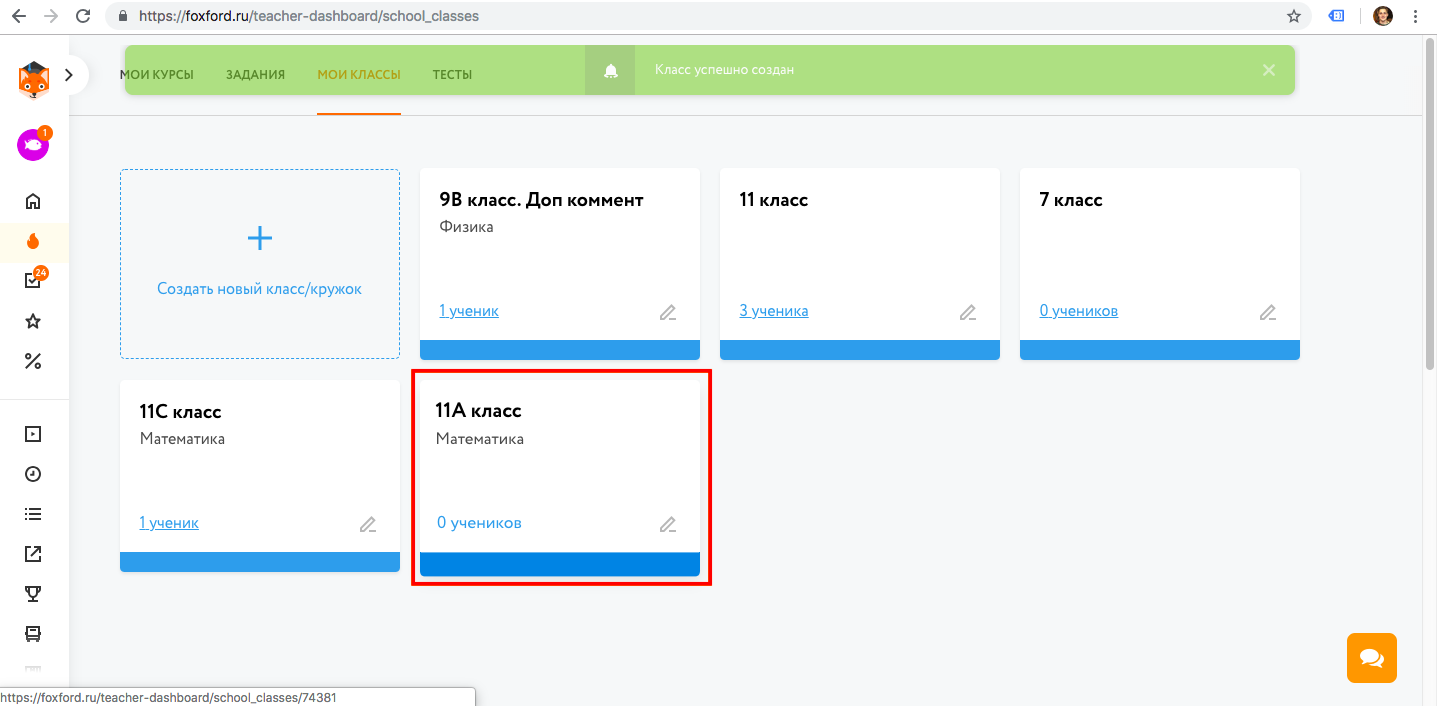 https://foxford.ru/teacher-dashboard/school_classes
МОИ КУРСЫ ЗАДАНИЯ МОИ КЛАССЫ ТЕСТЫ Класс успешно создан
1
24
Создать новый класс/кружок
9В класс. Доп коммент
Физика
1 ученик
11 класс
3 ученика
7 класс
0 учеников
11С класс
Математика
1 ученик
11А класс
Математика
0 учеников
https://foxford.ru/teacher-dashboard/school_classes/74381